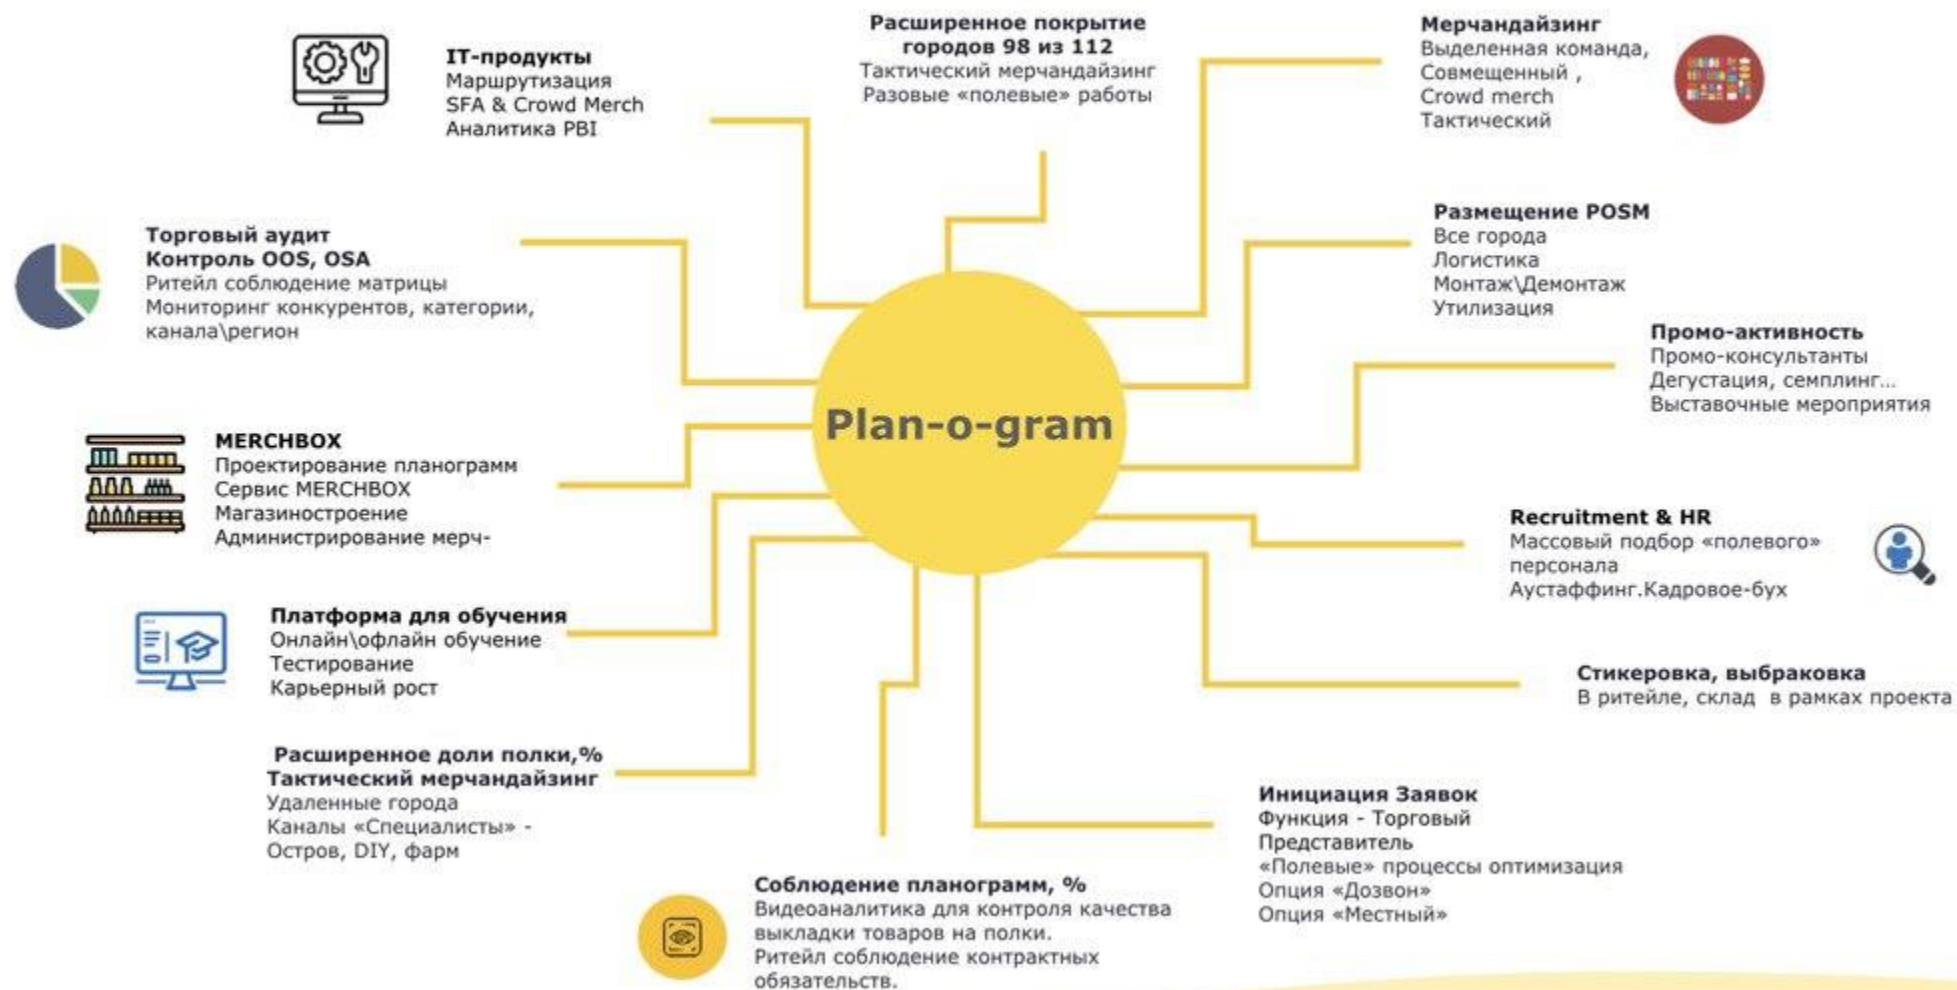 IT-продукты
Маршрутизация
SFA & Crowd Merch
Аналитика PBI
Расширенное покрытие
городов 98 из 112
Тактический мерчандайзинг
Разовые «полевые» работы
Мерчандайзинг
Выделенная команда,
Совмещенный ,
Crowd merch
Тактический
Торговый аудит
Контроль OOS, OSA
Ритейл соблюдение матрицы
Мониторинг конкурентов, категории,
канала\регион
Размещение POSM
Все города
Логистика
Монтаж\Демонтаж
Утилизация
Промо-активность
Промо-консультанты
Дегустация, семплинг...
Выставочные мероприятия
Plan-o-gram
MERCHBOX
Проектирование планограмм
Сервис MERCHBOX
Магазиностроение
Администрирование мерч-
Recruitment & HR
Массовый подбор «полевого»
персонала
Аустаффинг.Кадровое-бух
Платформа для обучения
Онлайн\офлайн обучение
Тестирование
Карьерный рост
Стикеровка, выбраковка
В ритейле, склад в рамках проекта
Расширенное доли полки,%
Тактический мерчандайзинг
Удаленные города
Каналы «Специалисты» -
Остров, DIY, фарм
Инициация Заявок
Функция - Торговый
Представитель
«Полевые» процессы оптимизация
Опция «Дозвон»
Опция «Местный»
Соблюдение планограмм, %
Видеоаналитика для контроля качества
выкладки товаров на полки.
Ритейл соблюдение контрактных
обязательств.